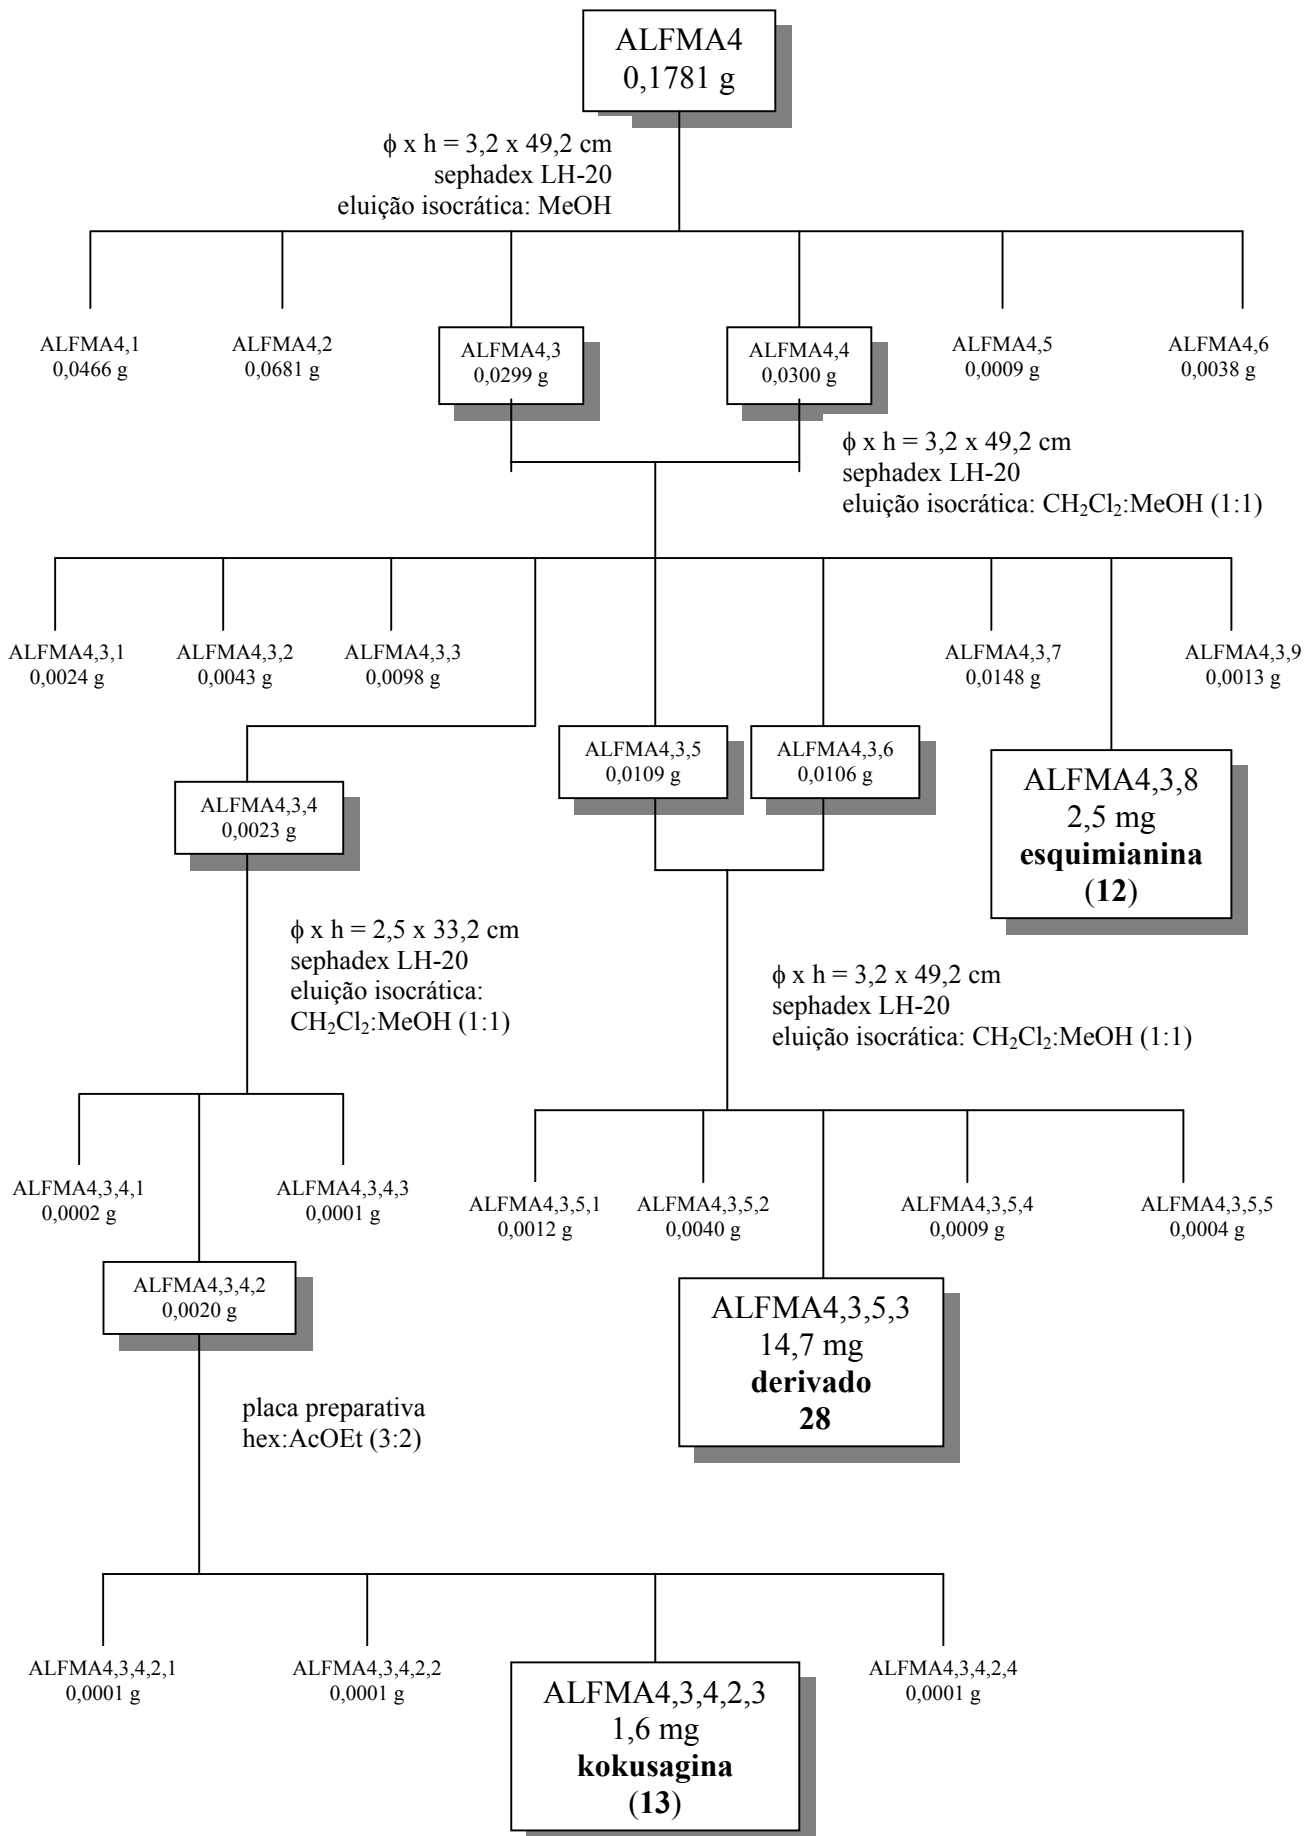 ALFMA4
0,1781 g
ϕ x h = 3,2 x 49,2 cm
sephadex LH-20
eluição isocrática: MeOH
ALFMA4,1
0,0466 g
ALFMA4,2
0,0681 g
ALFMA4,3
0,0299 g
ALFMA4,4
0,0300 g
ALFMA4,5
0,0009 g
ALFMA4,6
0,0038 g
ϕ x h = 3,2 x 49,2 cm
sephadex LH-20
eluição isocrática: CH₂Cl₂:MeOH (1:1)
ALFMA4,3,1
0,0024 g
ALFMA4,3,2
0,0043 g
ALFMA4,3,3
0,0098 g
ALFMA4,3,7
0,0148 g
ALFMA4,3,9
0,0013 g
ALFMA4,3,4
0,0023 g
ALFMA4,3,5
0,0109 g
ALFMA4,3,6
0,0106 g
ALFMA4,3,8
2,5 mg
esquimianina
(12)
ϕ x h = 2,5 x 33,2 cm
sephadex LH-20
eluição isocrática:
CH₂Cl₂:MeOH (1:1)
ϕ x h = 3,2 x 49,2 cm
sephadex LH-20
eluição isocrática: CH₂Cl₂:MeOH (1:1)
ALFMA4,3,4,1
0,0002 g
ALFMA4,3,4,3
0,0001 g
ALFMA4,3,5,1
0,0012 g
ALFMA4,3,5,2
0,0040 g
ALFMA4,3,5,4
0,0009 g
ALFMA4,3,5,5
0,0004 g
ALFMA4,3,4,2
0,0020 g
ALFMA4,3,5,3
14,7 mg
derivado
28
placa preparativa
hex:AcOEt (3:2)
ALFMA4,3,4,2,1
0,0001 g
ALFMA4,3,4,2,2
0,0001 g
ALFMA4,3,4,2,3
1,6 mg
kokusagina
(13)
ALFMA4,3,4,2,4
0,0001 g